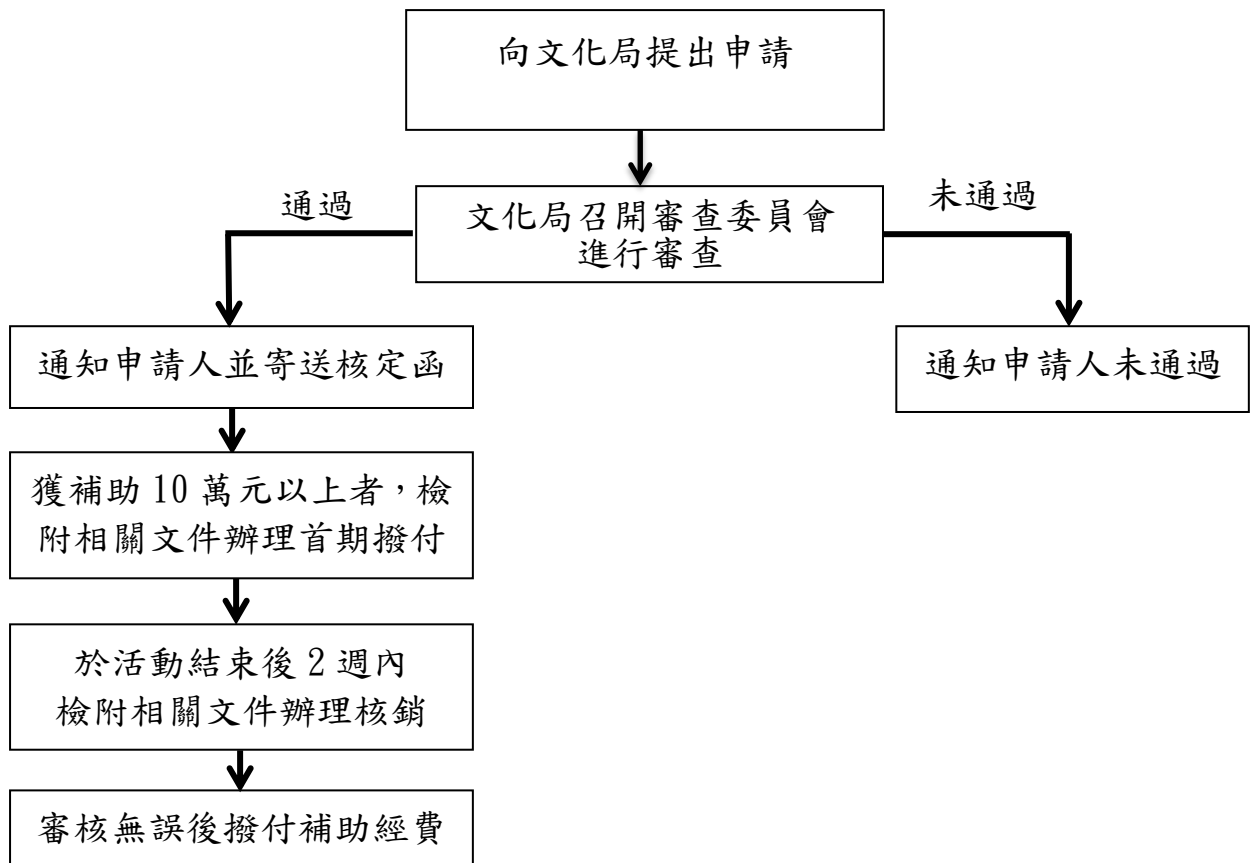 向文化局提出申請
通過
未通過
文化局召開審查委員會
進行審查
通知申請人並寄送核定函
通知申請人未通過
獲補助 10 萬元以上者，檢
附相關文件辦理首期撥付
於活動結束後 2 週內
檢附相關文件辦理核銷
審核無誤後撥付補助經費